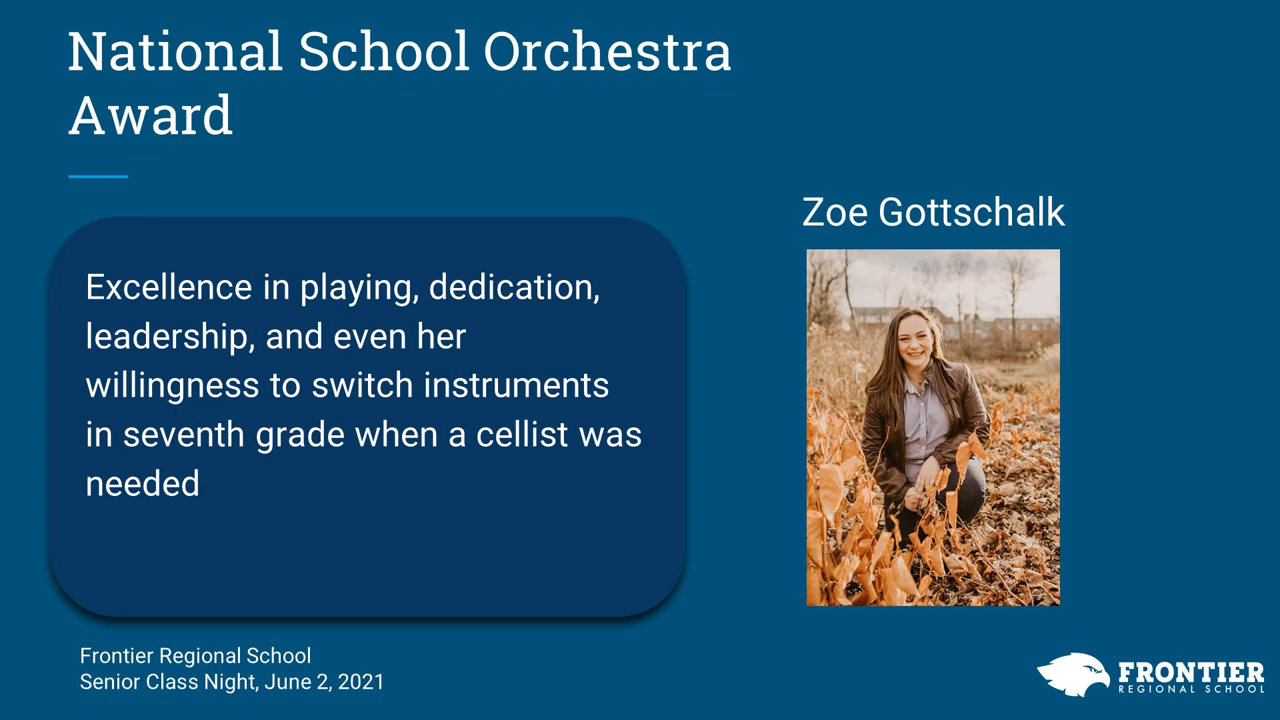 National School Orchestra
Award
Zoe Gottschalk
Excellence in playing, dedication,
leadership, and even her
willingness to switch instruments
in seventh grade when a cellist was
needed
Frontier Regional School
Senior Class Night, June 2, 2021
FRONTIER
REGIONAL SCHOOL